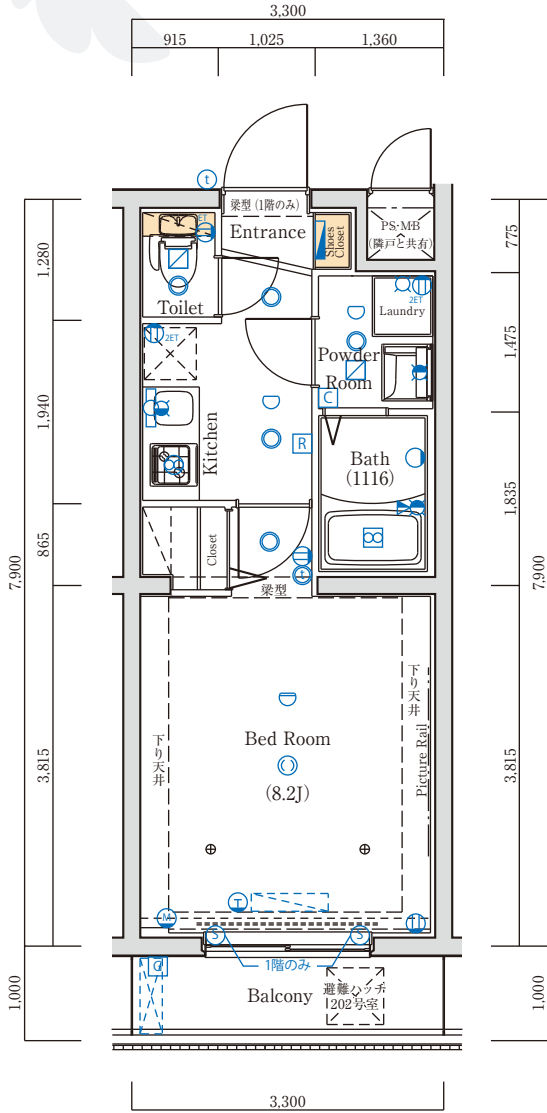 3,300
915
1,025
1,360
t
梁型 (1階のみ)
Entrance
Shoes
Closet
PS・MB
(隣戸と共有)
2ET
Toilet
2ET
Laundry
Powder
Room
C
2ET
Kitchen
R
Bath
(1116)
Closet
t
梁型
1,280
1,940
865
3,815
7,900
1,000
775
1,475
1,835
3,815
7,900
1,000
下り天井
下り天井
Picture Rail
Bed Room
(8.2J)
T
M
S
S
1階のみ
G
Balcony
避難ハッチ
202号室
3,300